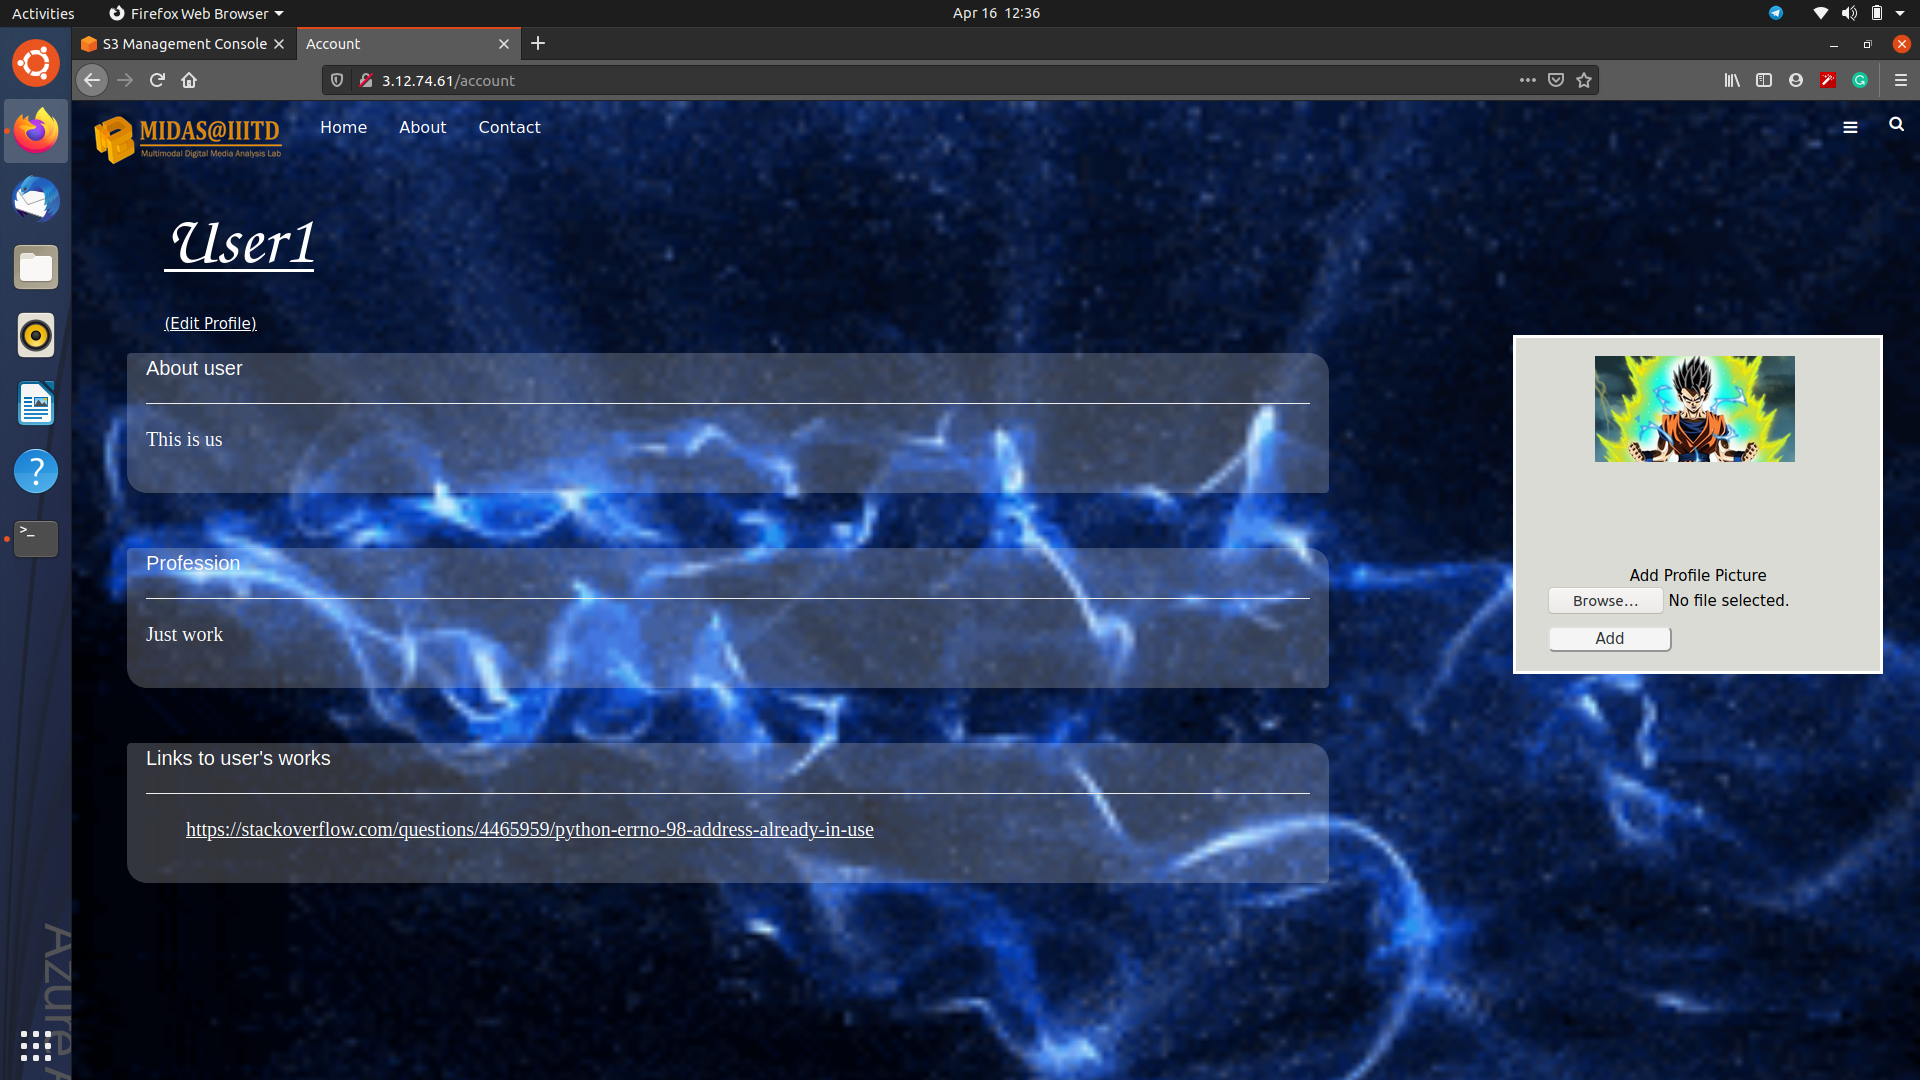 Activities
Firefox Web Browser
Apr 16 12:36
S3 Management Console
Account
3.12.74.61/account
MIDAS@IIITD
Multimodal Digital Media Analysis Lab
Home
About
Contact
User1
(Edit Profile)
About user
This is us
Profession
Just work
Links to user's works
https://stackoverflow.com/questions/4465959/python-errno-98-address-already-in-use
Add Profile Picture
Browse...
No file selected.
Add
Azure